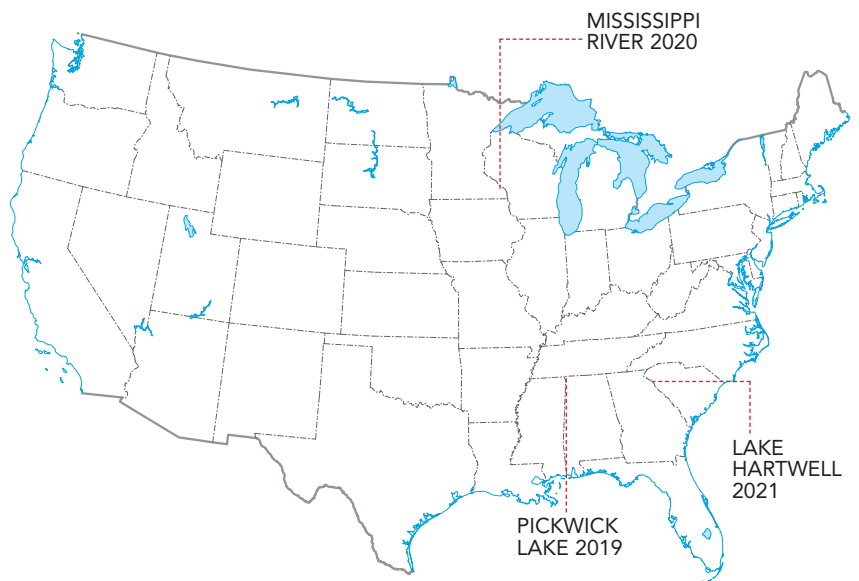 MISSISSIPPI
RIVER 2020
LAKE
HARTWELL
2021
PICKWICK
LAKE 2019